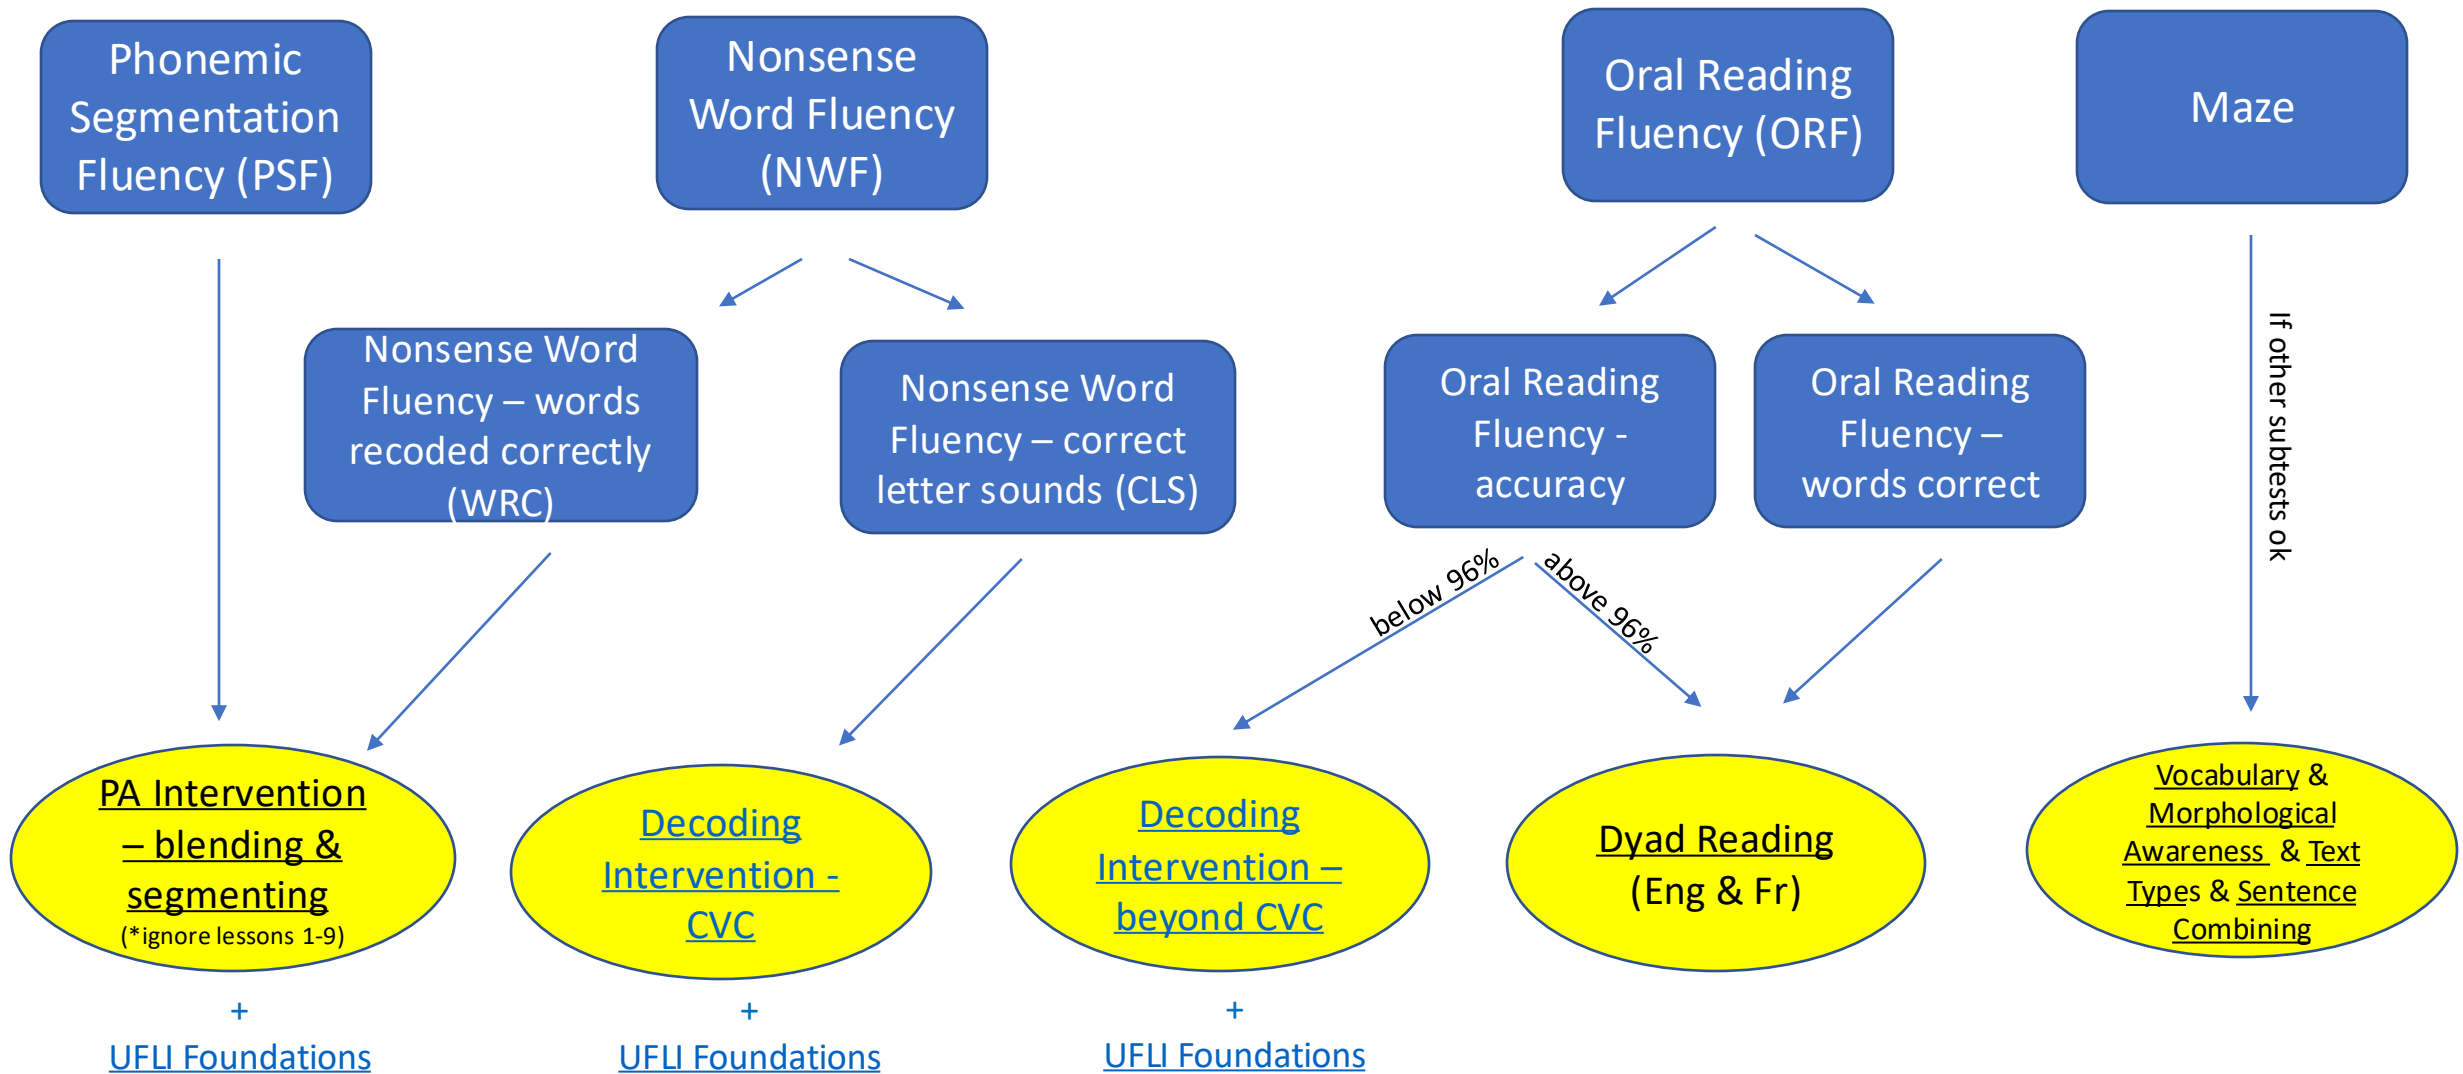 Phonemic
Segmentation
Fluency (PSF)
Nonsense
Word Fluency
(NWF)
Oral Reading
Fluency (ORF)
Maze
Nonsense Word
Fluency – words
recoded correctly
(WRC)
Nonsense Word
Fluency – correct
letter sounds (CLS)
Oral Reading
Fluency -
accuracy
Oral Reading
Fluency –
words correct
If other subtests ok
below 96%
above 96%
PA Intervention
– blending &
segmenting
(*ignore lessons 1-9)
Decoding
Intervention -
CVC
Decoding
Intervention –
beyond CVC
Dyad Reading
(Eng & Fr)
Vocabulary &
Morphological
Awareness & Text
Types & Sentence
Combining
+
UFLI Foundations
+
UFLI Foundations
+
UFLI Foundations